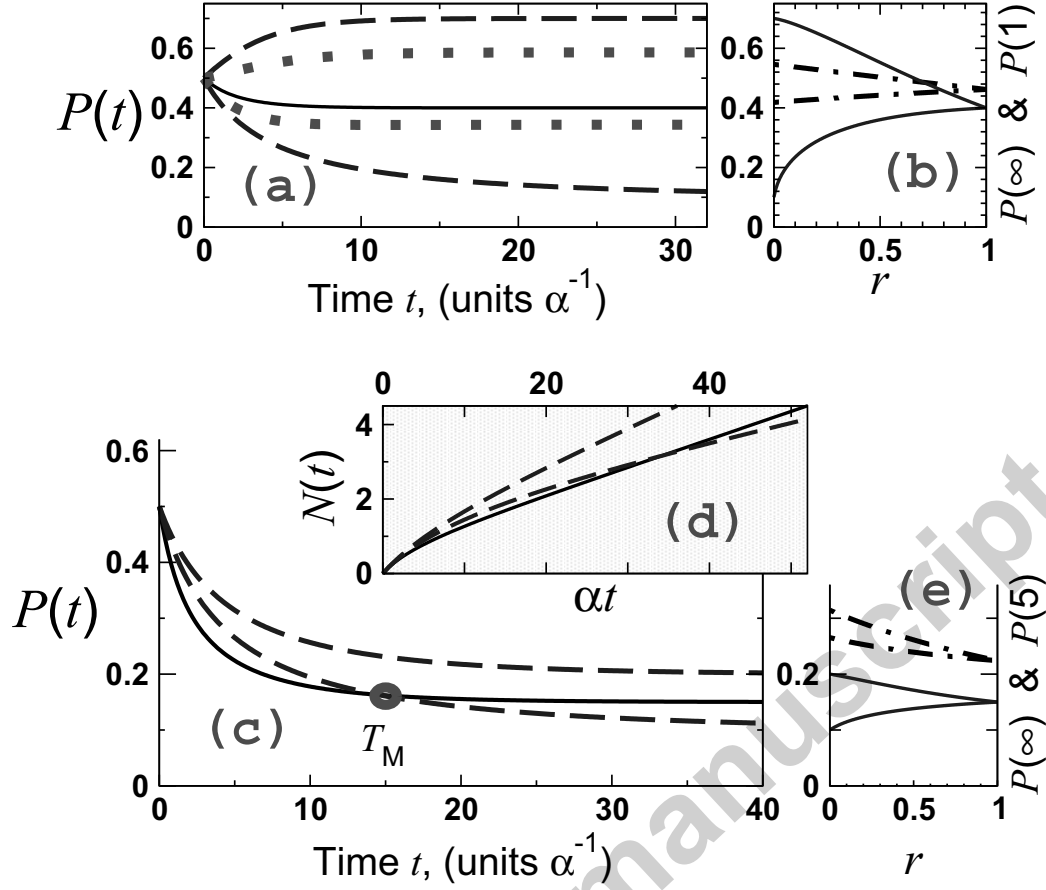 0.6
0.4
0.2
0
P(t)
(a)
0 10 20 30
Time t, (units α⁻¹)
0.6
0.4
0.2
0
(b)
0 0.5 1
r
P(∞) & P(1)
0 20 40
4
2
0
N(t)
(d)
αt
0.6
0.4
0.2
0
P(t)
(c)
T_M
0 10 20 30 40
Time t, (units α⁻¹)
0.2
0
(e)
0 0.5 1
r
P(∞) & P(5)
manuscript